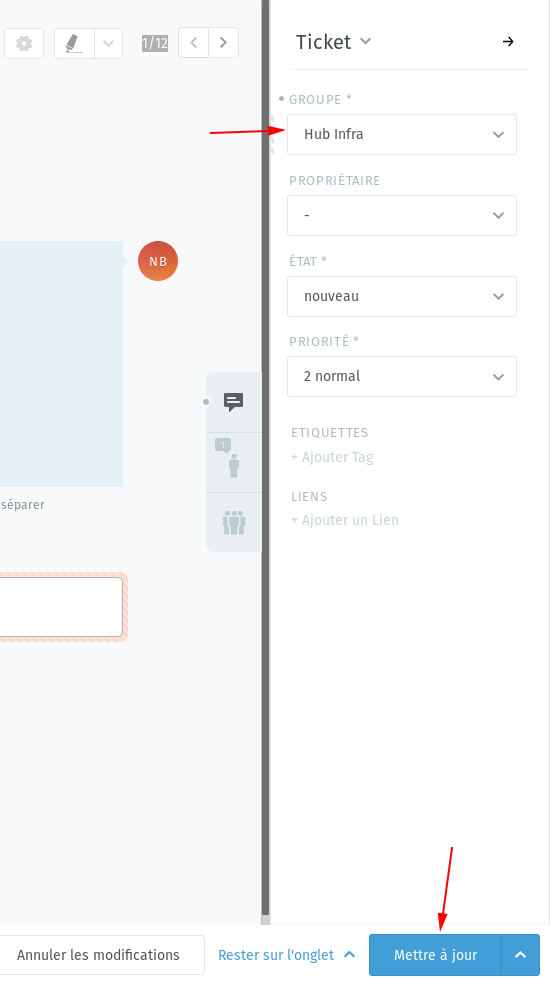 1/12
Ticket
GROUPE *
Hub Infra
PROPRIÉTAIRE
-
NB
ÉTAT *
nouveau
PRIORITÉ *
2 normal
1
ETIQUETTES
+ Ajouter Tag
séparer
LIENS
+ Ajouter un Lien
Annuler les modifications
Rester sur l'onglet
Mettre à jour